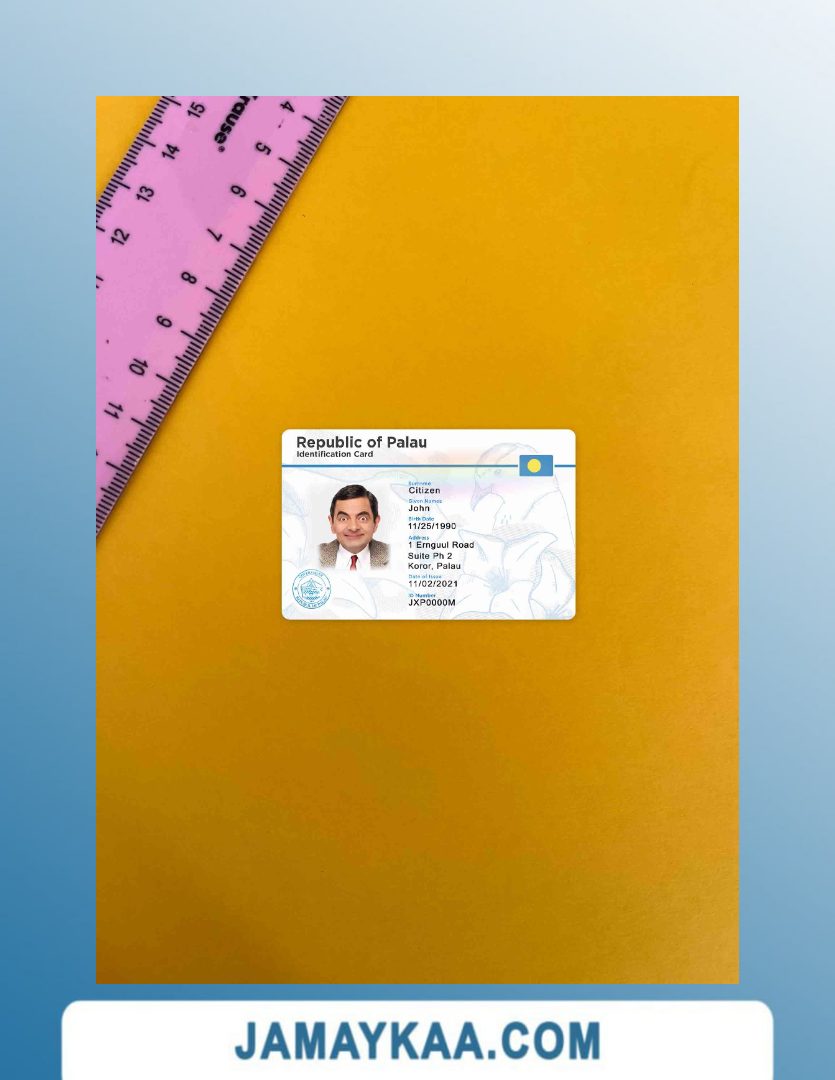 rause®
15
14
13
12
4
5
6
7
8
9
10
11
Republic of Palau
Identification Card
Surname
Citizen
Given Names
John
Birth Date
11/25/1990
Address
1 Ernguul Road
Suite Ph 2
Koror, Palau
Date of Issue
11/02/2021
ID Number
JXP0000M
JAMAYKAA.COM